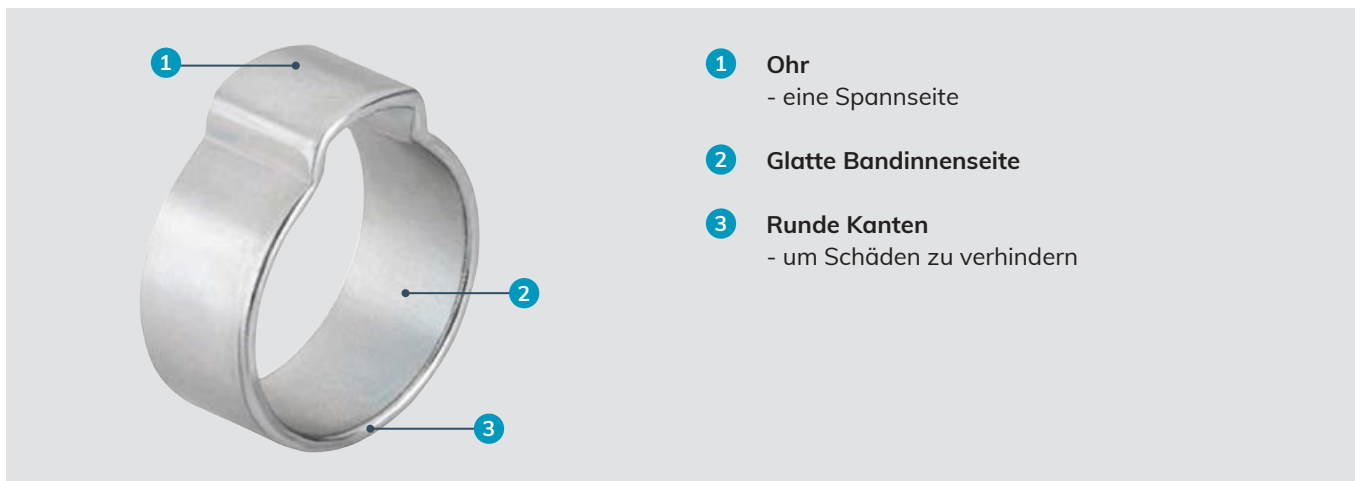 1
2
3
1 Ohr
- eine Spannseite
2 Glatte Bandinnenseite
3 Runde Kanten
- um Schäden zu verhindern